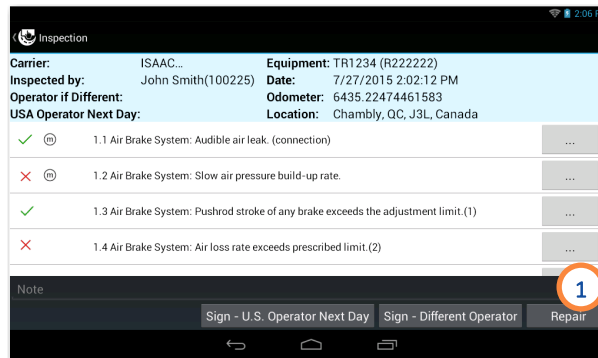 2:06 P
Inspection
Carrier: ISAAC... Equipment: TR1234 (R222222)
Inspected by: John Smith(100225) Date: 7/27/2015 2:02:12 PM
Operator if Different: Odometer: 6435.22474461583
USA Operator Next Day: Location: Chambly, QC, J3L, Canada
m 1.1 Air Brake System: Audible air leak. (connection) ...
m 1.2 Air Brake System: Slow air pressure build-up rate. ...
1.3 Air Brake System: Pushrod stroke of any brake exceeds the adjustment limit.(1) ...
1.4 Air Brake System: Air loss rate exceeds prescribed limit.(2) ...
Note
1
Sign - U.S. Operator Next Day Sign - Different Operator Repair